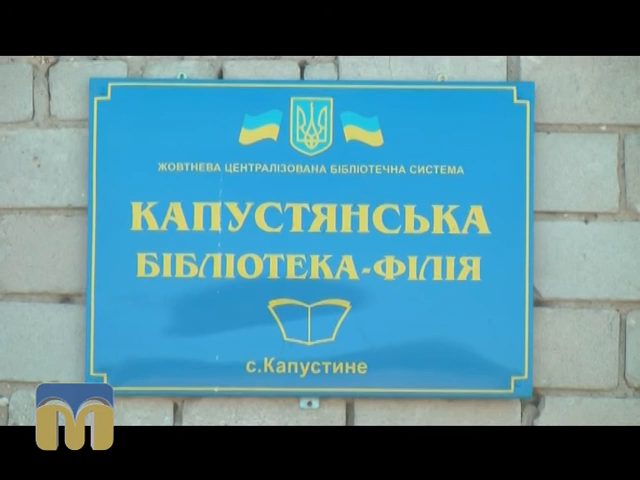 ЖОВТНЕВА ЦЕНТРАЛІЗОВАНА БІБЛІОТЕЧНА СИСТЕМА
КАПУСТЯНСЬКА
БІБЛІОТЕКА-ФІЛІЯ
с.Капустине
М